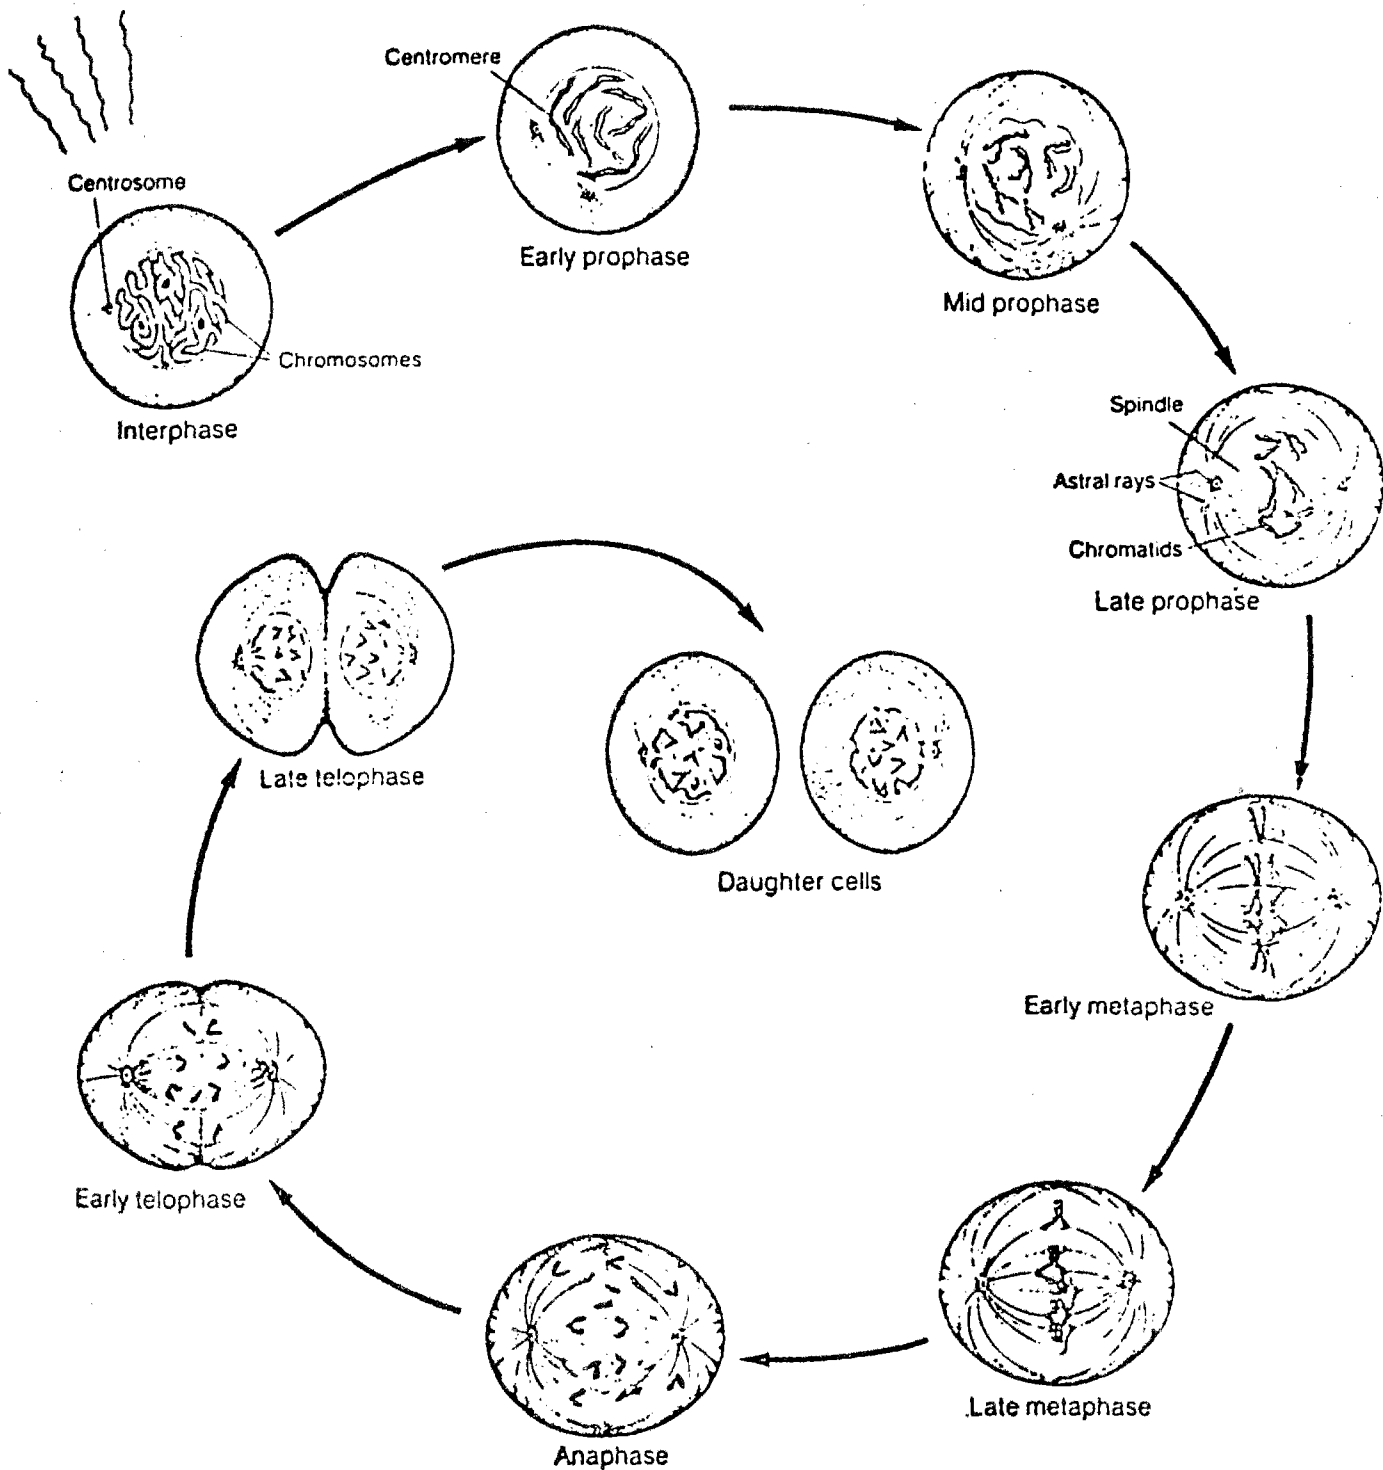 Centromere
Centrosome
Early prophase
Mid prophase
Chromosomes
Interphase
Spindle
Astral rays
Chromatids
Late prophase
Late telophase
Daughter cells
Early metaphase
Early telophase
Late metaphase
Anaphase